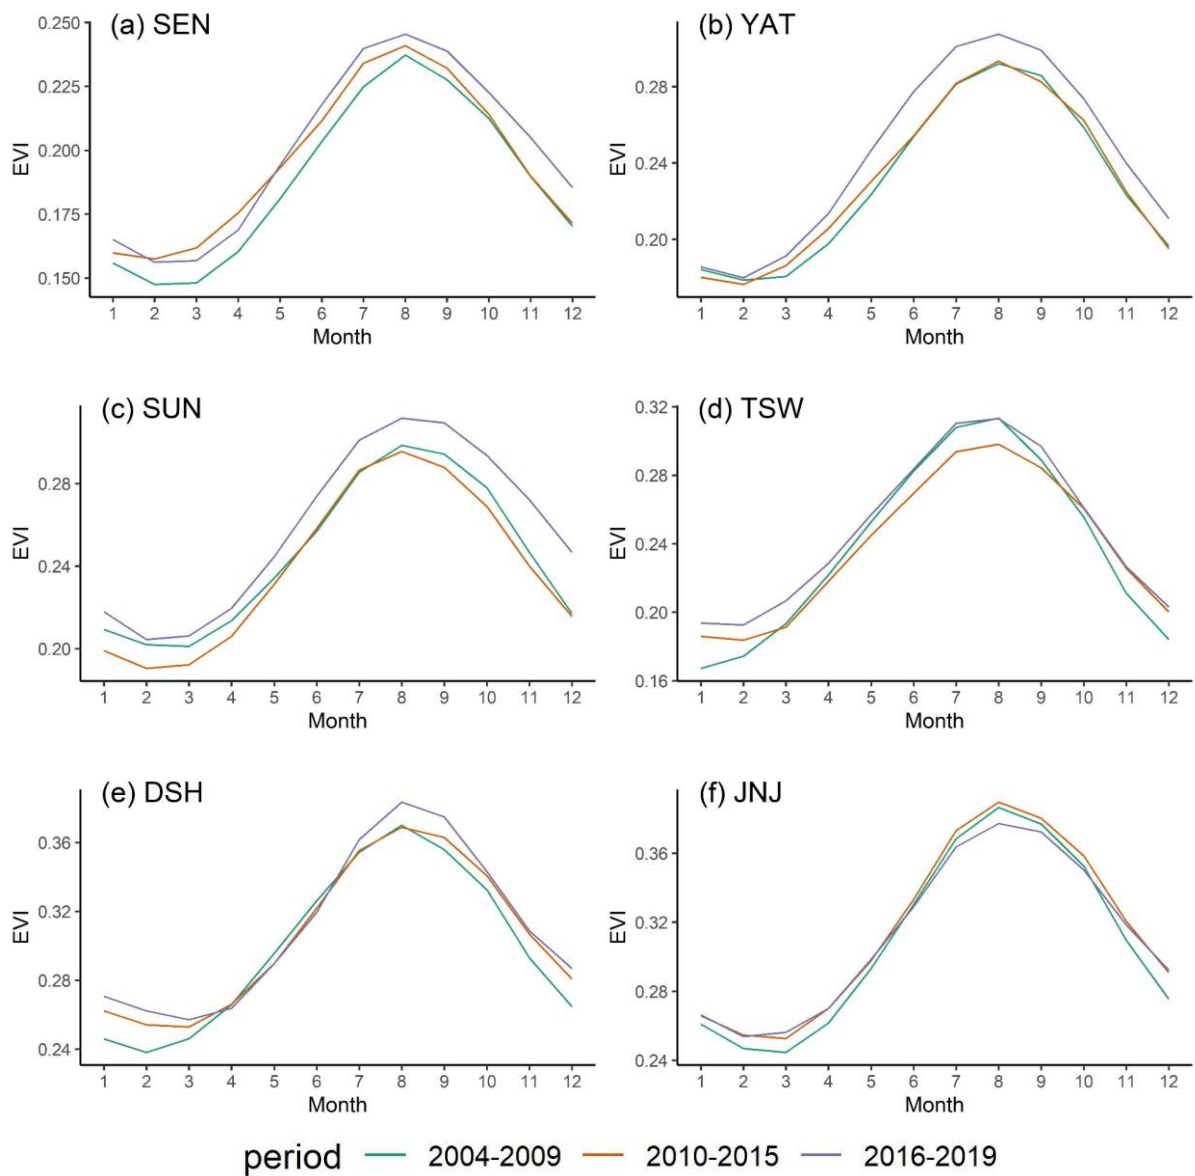 (a) SEN
0.250
0.225
0.200
0.175
0.150
EVI
1 2 3 4 5 6 7 8 9 10 11 12
Month
(b) YAT
0.28
0.24
0.20
EVI
1 2 3 4 5 6 7 8 9 10 11 12
Month
(c) SUN
0.28
0.24
0.20
EVI
1 2 3 4 5 6 7 8 9 10 11 12
Month
(d) TSW
0.32
0.28
0.24
0.20
0.16
EVI
1 2 3 4 5 6 7 8 9 10 11 12
Month
(e) DSH
0.36
0.32
0.28
0.24
EVI
1 2 3 4 5 6 7 8 9 10 11 12
Month
(f) JNJ
0.36
0.32
0.28
0.24
EVI
1 2 3 4 5 6 7 8 9 10 11 12
Month
period 2004-2009 2010-2015 2016-2019